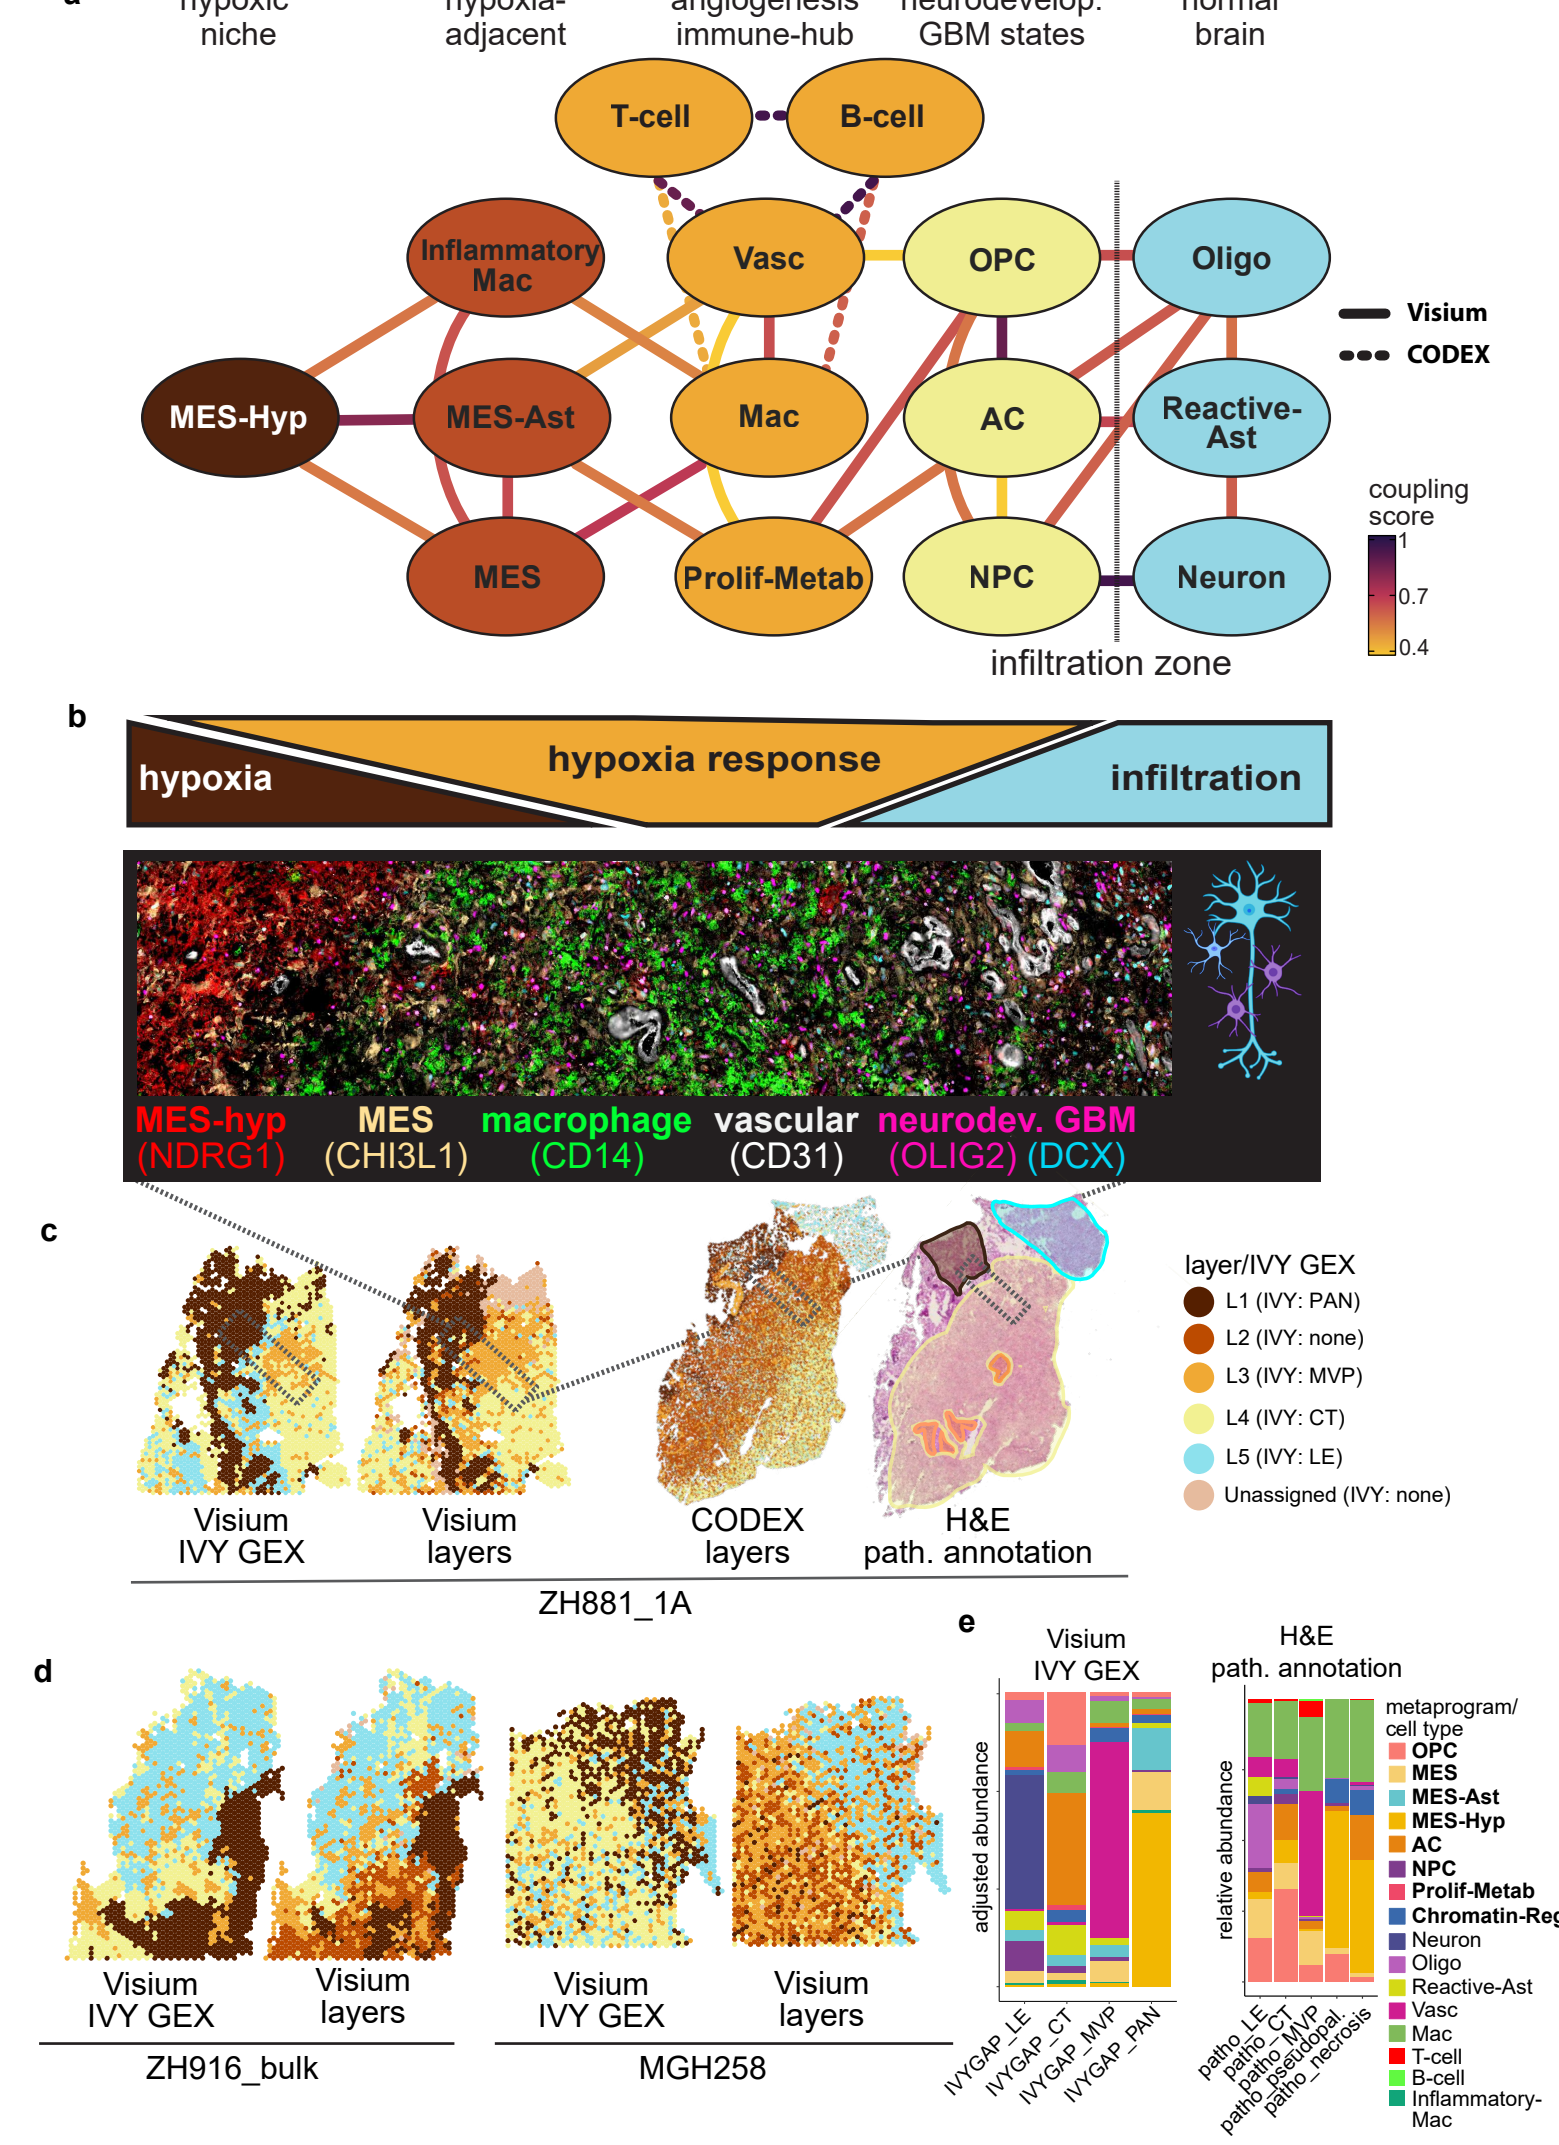 a
hypoxic
hypoxia-
angiogenesis
neurodevelop.
normal
niche
adjacent
immune-hub
GBM states
brain
T-cell
B-cell
Inflammatory
Mac
Vasc
OPC
Oligo
Visium
CODEX
MES-Hyp
MES-Ast
Mac
AC
Reactive-
Ast
MES
Prolif-Metab
NPC
Neuron
coupling
score
1
0.7
0.4
infiltration zone
b
hypoxia
hypoxia response
infiltration
MES-hyp
(NDRG1)
MES
(CHI3L1)
macrophage
(CD14)
vascular
(CD31)
neurodev. GBM
(OLIG2) (DCX)
c
layer/IVY GEX
L1 (IVY: PAN)
L2 (IVY: none)
L3 (IVY: MVP)
L4 (IVY: CT)
L5 (IVY: LE)
Unassigned (IVY: none)
Visium
IVY GEX
Visium
layers
CODEX
layers
H&E
path. annotation
ZH881_1A
d
Visium
IVY GEX
Visium
layers
ZH916_bulk
Visium
IVY GEX
Visium
layers
MGH258
e
Visium
IVY GEX
adjusted abundance
IVYGAP_LE
IVYGAP_CT
IVYGAP_MVP
IVYGAP_PAN
H&E
path. annotation
relative abundance
patho_LE
patho_CT
patho_MVP
patho_pseudopal.
patho_necrosis
metaprogram/
cell type
OPC
MES
MES-Ast
MES-Hyp
AC
NPC
Prolif-Metab
Chromatin-Reg
Neuron
Oligo
Reactive-Ast
Vasc
Mac
T-cell
B-cell
Inflammatory-
Mac